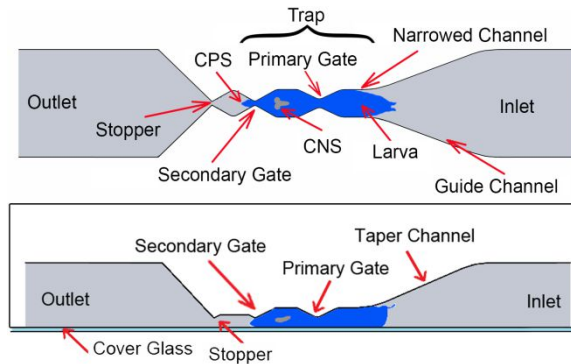 Trap
CPS
Primary Gate
Narrowed Channel
Outlet
Inlet
Stopper
CNS
Larva
Secondary Gate
Guide Channel
Secondary Gate
Taper Channel
Primary Gate
Outlet
Inlet
Cover Glass
Stopper